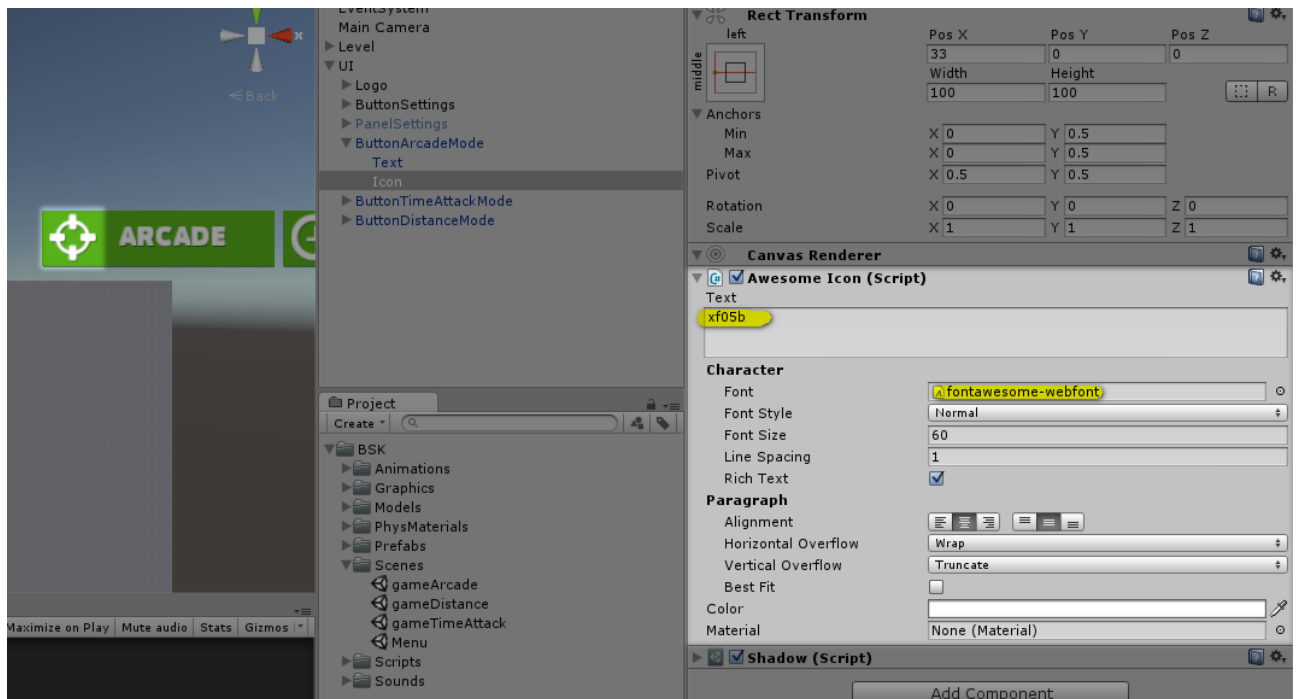 x
Back
ARCADE
Maximize on Play Mute audio Stats Gizmos
EventSystem
Main Camera
Level
UI
Logo
ButtonSettings
PanelSettings
ButtonArcadeMode
Text
Icon
ButtonTimeAttackMode
ButtonDistanceMode
Project
Create
BSK
Animations
Graphics
Models
PhysMaterials
Prefabs
Scenes
gameArcade
gameDistance
gameTimeAttack
Menu
Scripts
Sounds
Rect Transform
left Pos X Pos Y Pos Z
middle 33 0 0
Width Height
100 100 R
Anchors
Min X 0 Y 0.5
Max X 0 Y 0.5
Pivot X 0.5 Y 0.5
Rotation X 0 Y 0 Z 0
Scale X 1 Y 1 Z 1
Canvas Renderer
C# Awesome Icon (Script)
Text
xf05b
Character
Font fontawesome-webfont
Font Style Normal
Font Size 60
Line Spacing 1
Rich Text
Paragraph
Alignment
Horizontal Overflow Wrap
Vertical Overflow Truncate
Best Fit
Color
Material None (Material)
Shadow (Script)
Add Component